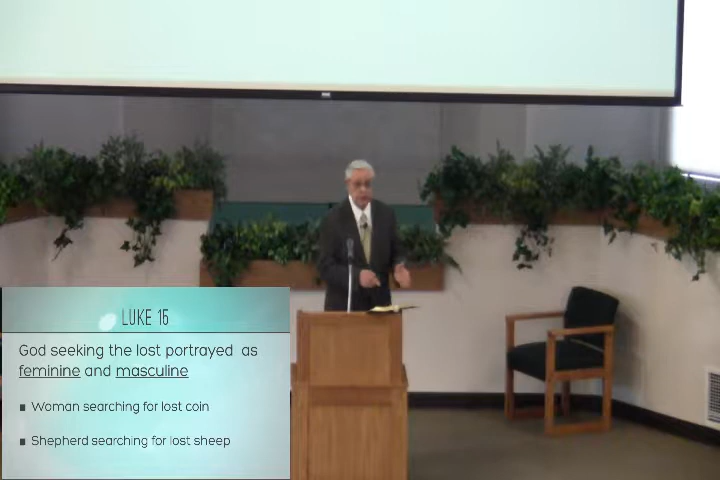 LUKE 15
God seeking the lost portrayed as
feminine and masculine
▪ Woman searching for lost coin
▪ Shepherd searching for lost sheep